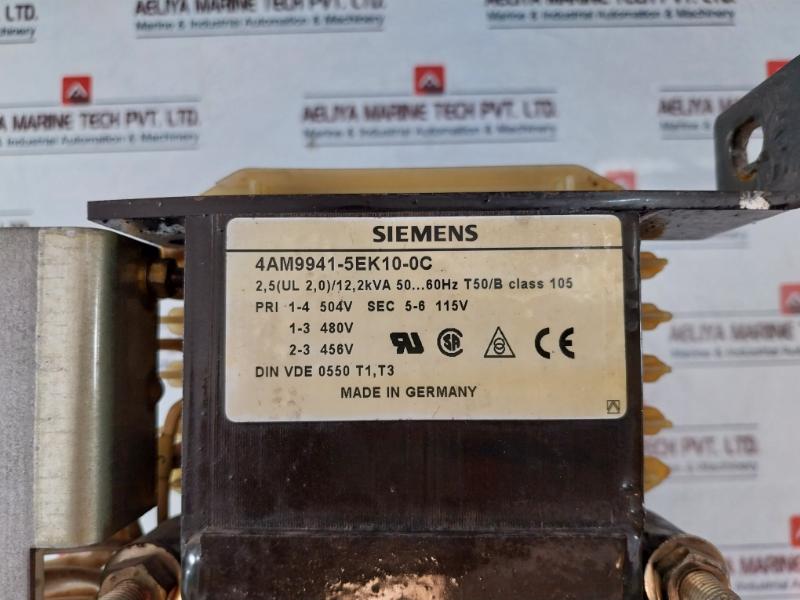 AELIYA MARINE TECH PVT. LTD.
Marine & Industrial Automation & Machinery
SIEMENS
4AM9941-5EK10-0C
2,5(UL 2,0)/12,2kVA 50...60Hz T50/B class 105
PRI 1-4 504V SEC 5-6 115V
1-3 480V
2-3 456V
DIN VDE 0550 T1,T3
MADE IN GERMANY